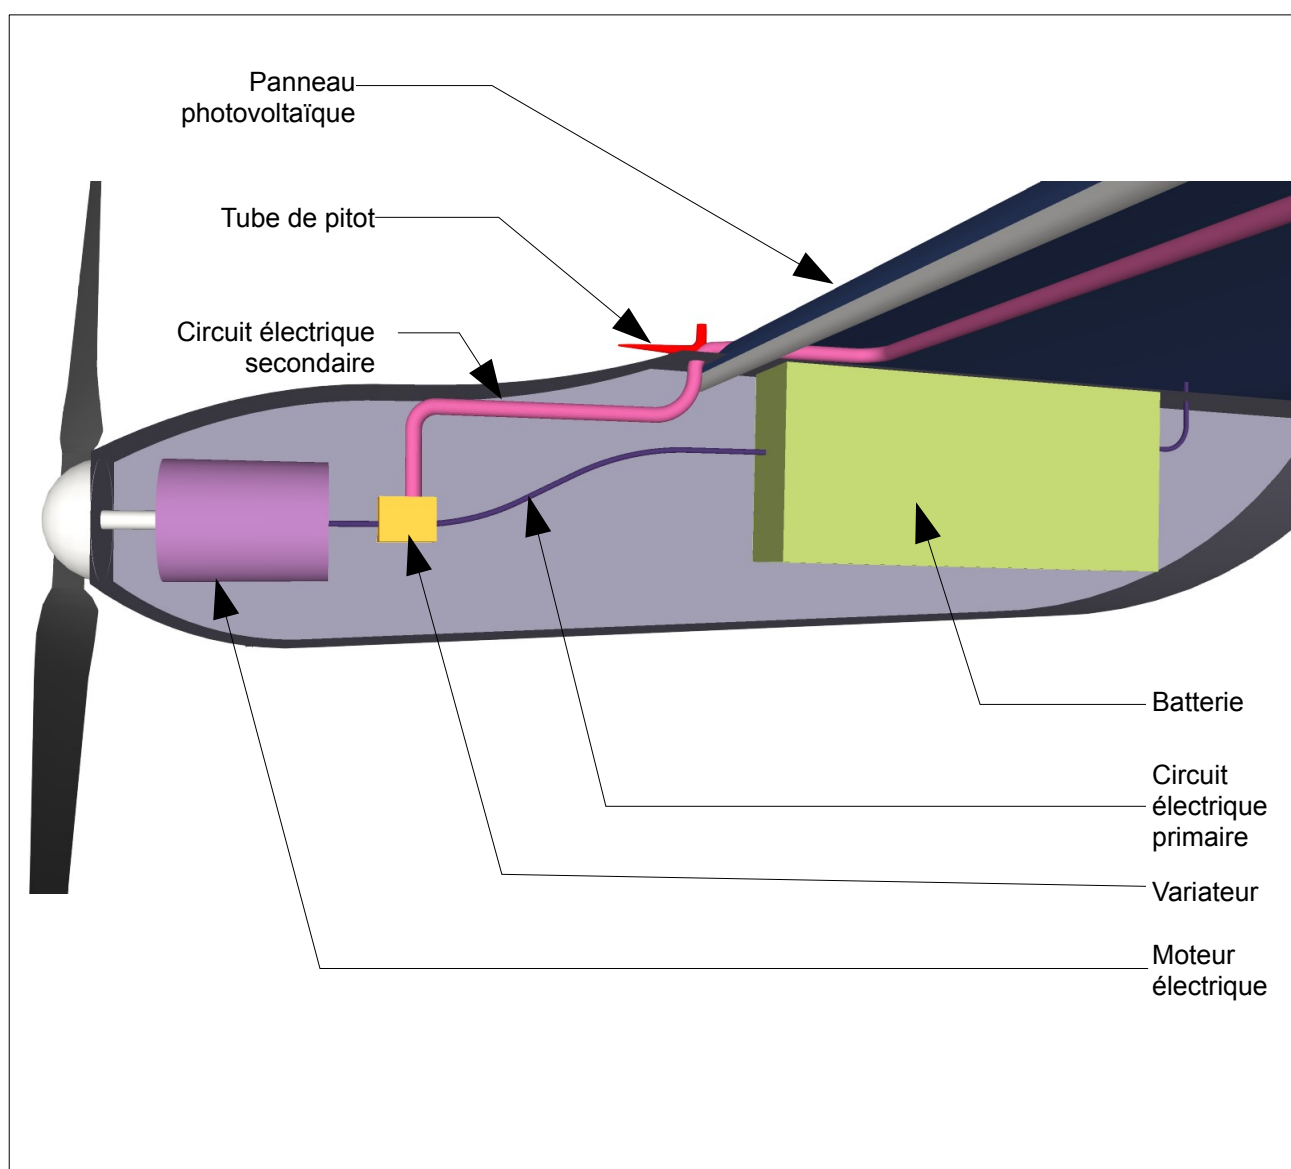 Panneau
photovoltaïque
Tube de pitot
Circuit électrique
secondaire
Batterie
Circuit
électrique
primaire
Variateur
Moteur
électrique